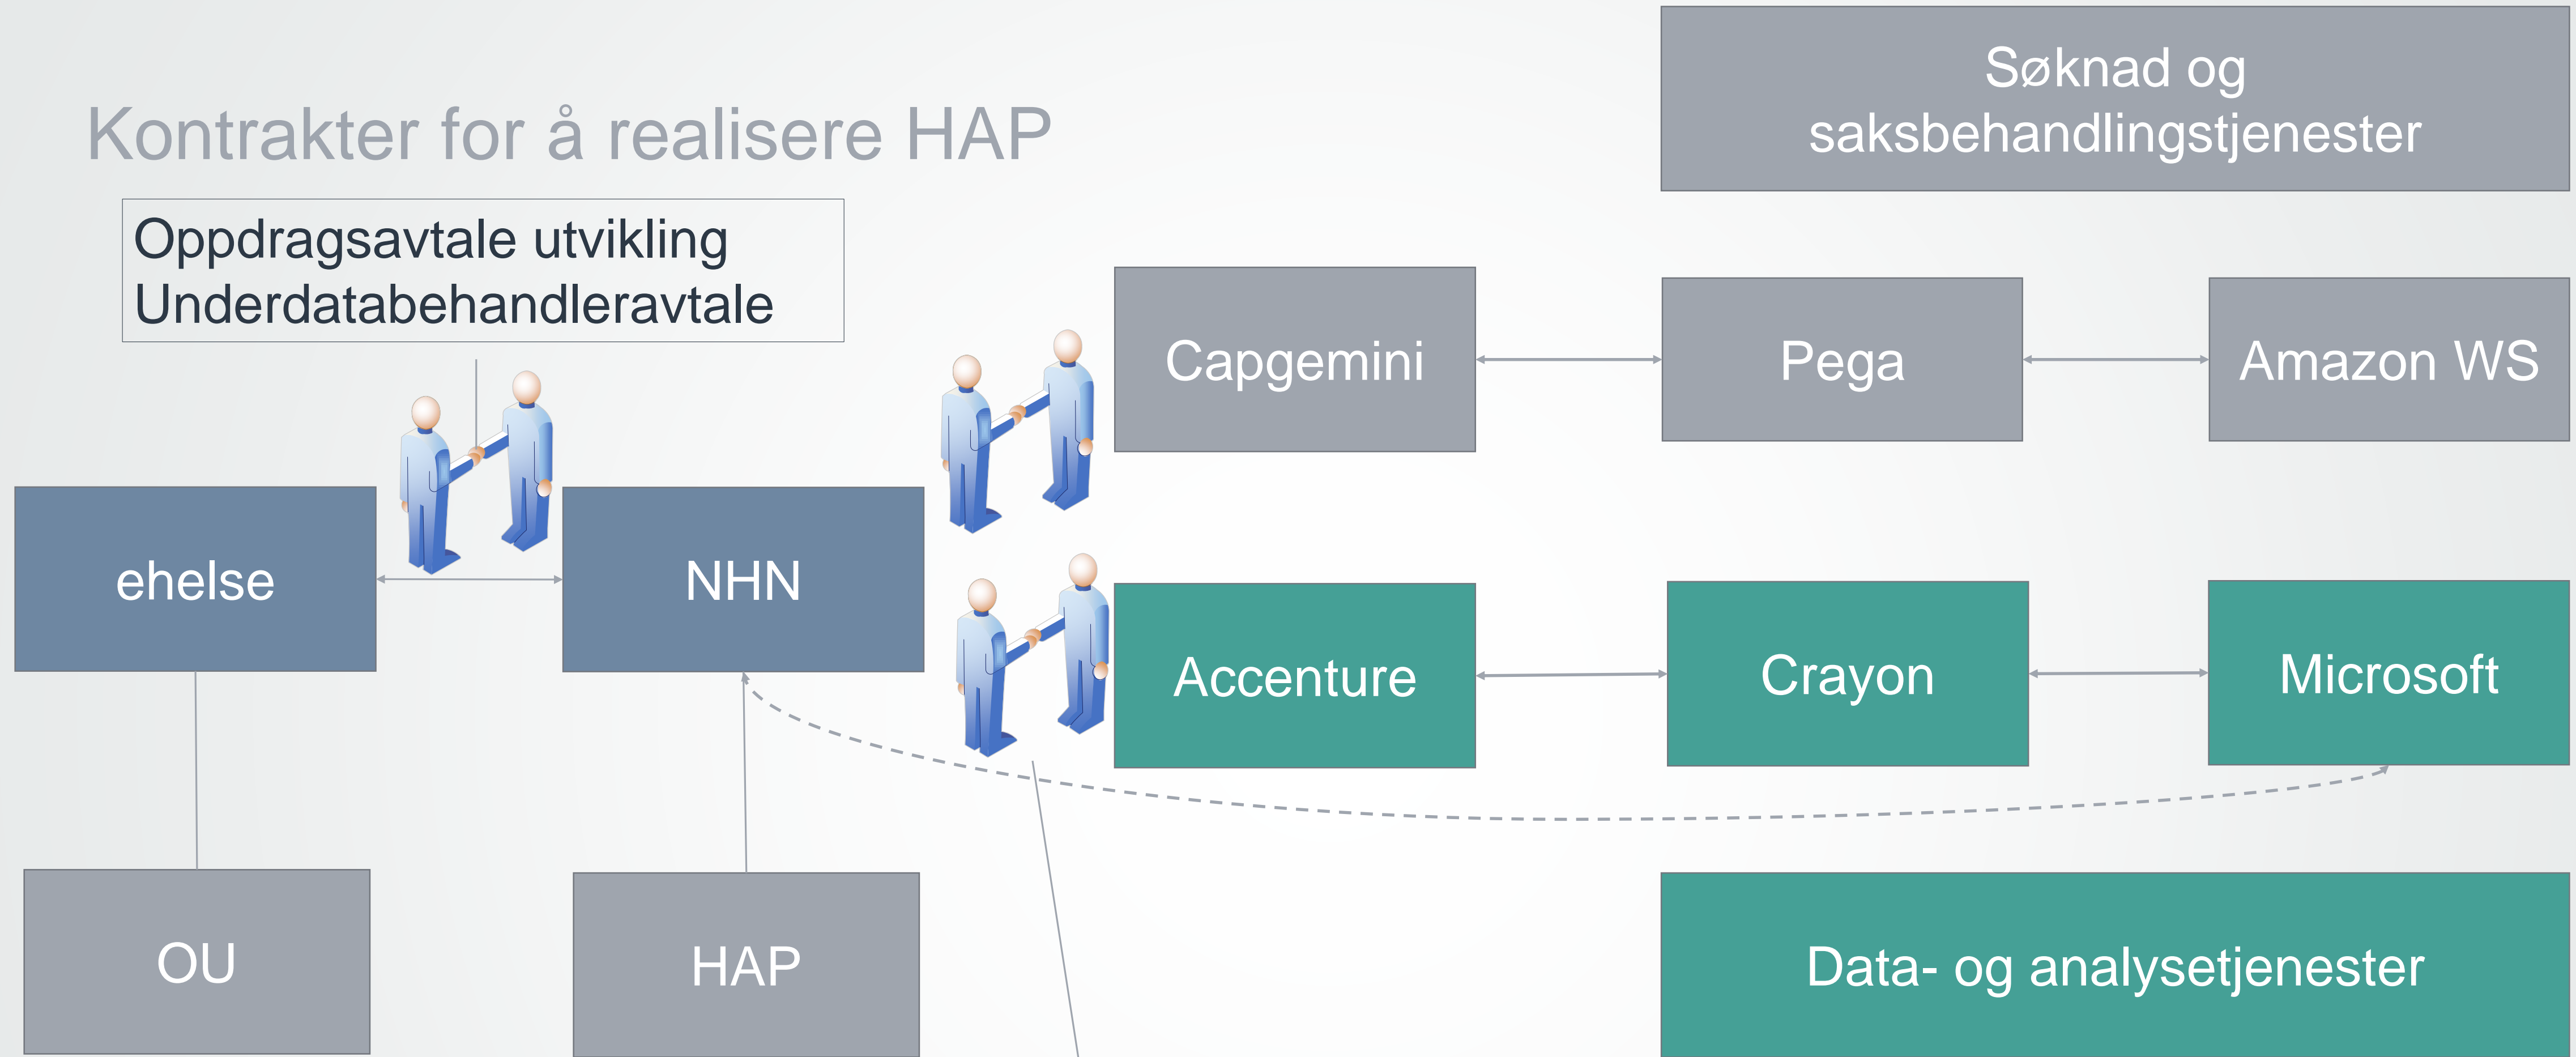 Kontrakter for å realisere HAP
Søknad og
saksbehandlingstjenester
Oppdragsavtale utvikling
Underdatabehandleravtale
Capgemini
Pega
Amazon WS
ehelse
NHN
Accenture
Crayon
Microsoft
OU
HAP
Data- og analysetjenester